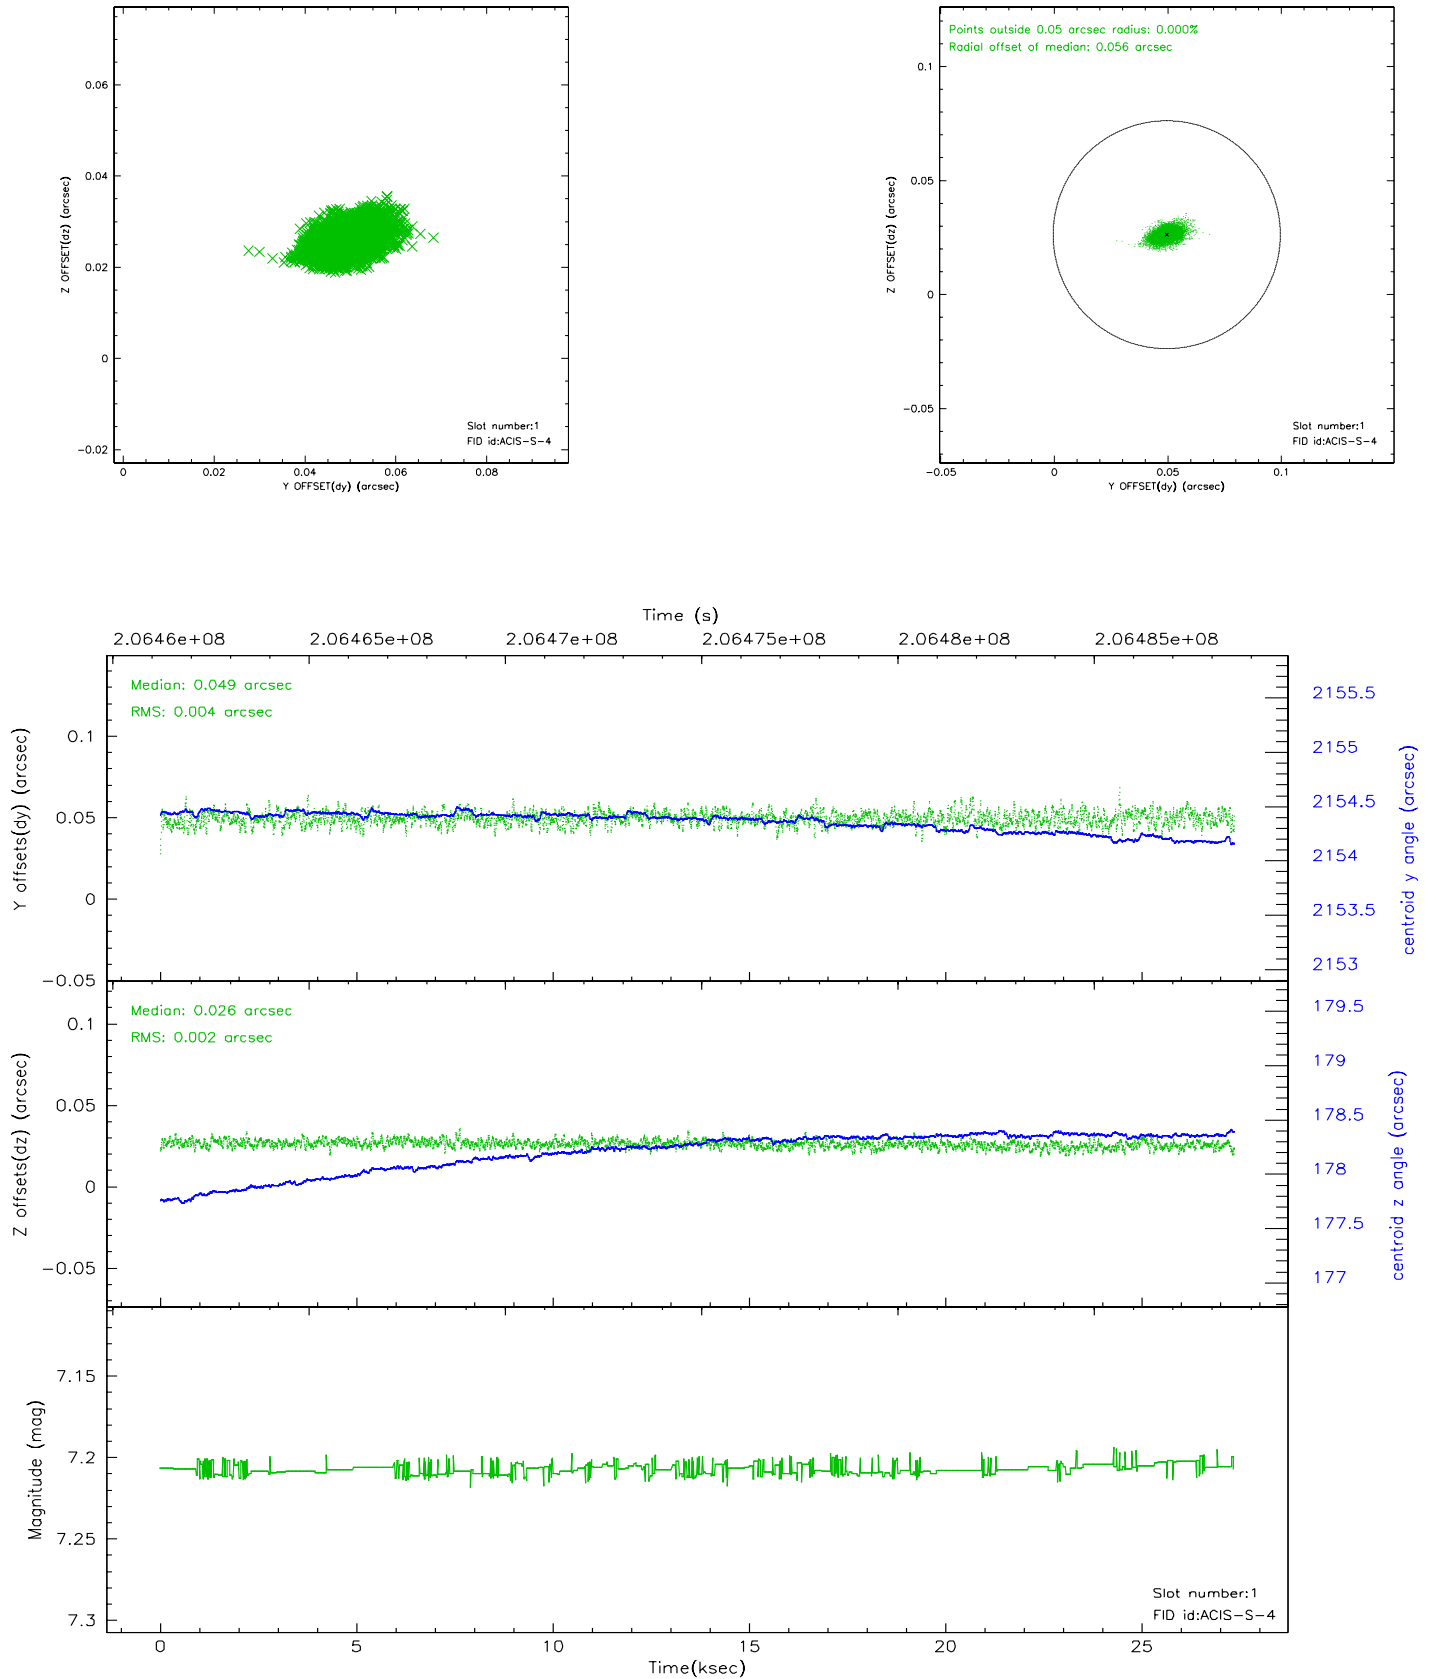 0.06
0.04
0.02
0
−0.02
Z OFFSET(dz) (arcsec)
Slot number:1
FID id:ACIS−S−4
0
0.02
0.04
0.06
0.08
Y OFFSET(dy) (arcsec)
Points outside 0.05 arcsec radius: 0.000%
Radial offset of median: 0.056 arcsec
0.1
0.05
0
−0.05
Z OFFSET(dz) (arcsec)
Slot number:1
FID id:ACIS−S−4
−0.05
0
0.05
0.1
Y OFFSET(dy) (arcsec)
Time (s)
2.0646e+08
2.06465e+08
2.0647e+08
2.06475e+08
2.0648e+08
2.06485e+08
Median: 0.049 arcsec
RMS: 0.004 arcsec
0.1
0.05
0
−0.05
Y offsets(dy) (arcsec)
2155.5
2155
2154.5
2154
2153.5
2153
centroid y angle (arcsec)
Median: 0.026 arcsec
RMS: 0.002 arcsec
0.1
0.05
0
−0.05
Z offsets(dz) (arcsec)
179.5
179
178.5
178
177.5
177
centroid z angle (arcsec)
7.15
7.2
7.25
7.3
Magnitude (mag)
Slot number:1
FID id:ACIS−S−4
0
5
10
15
20
25
Time(ksec)